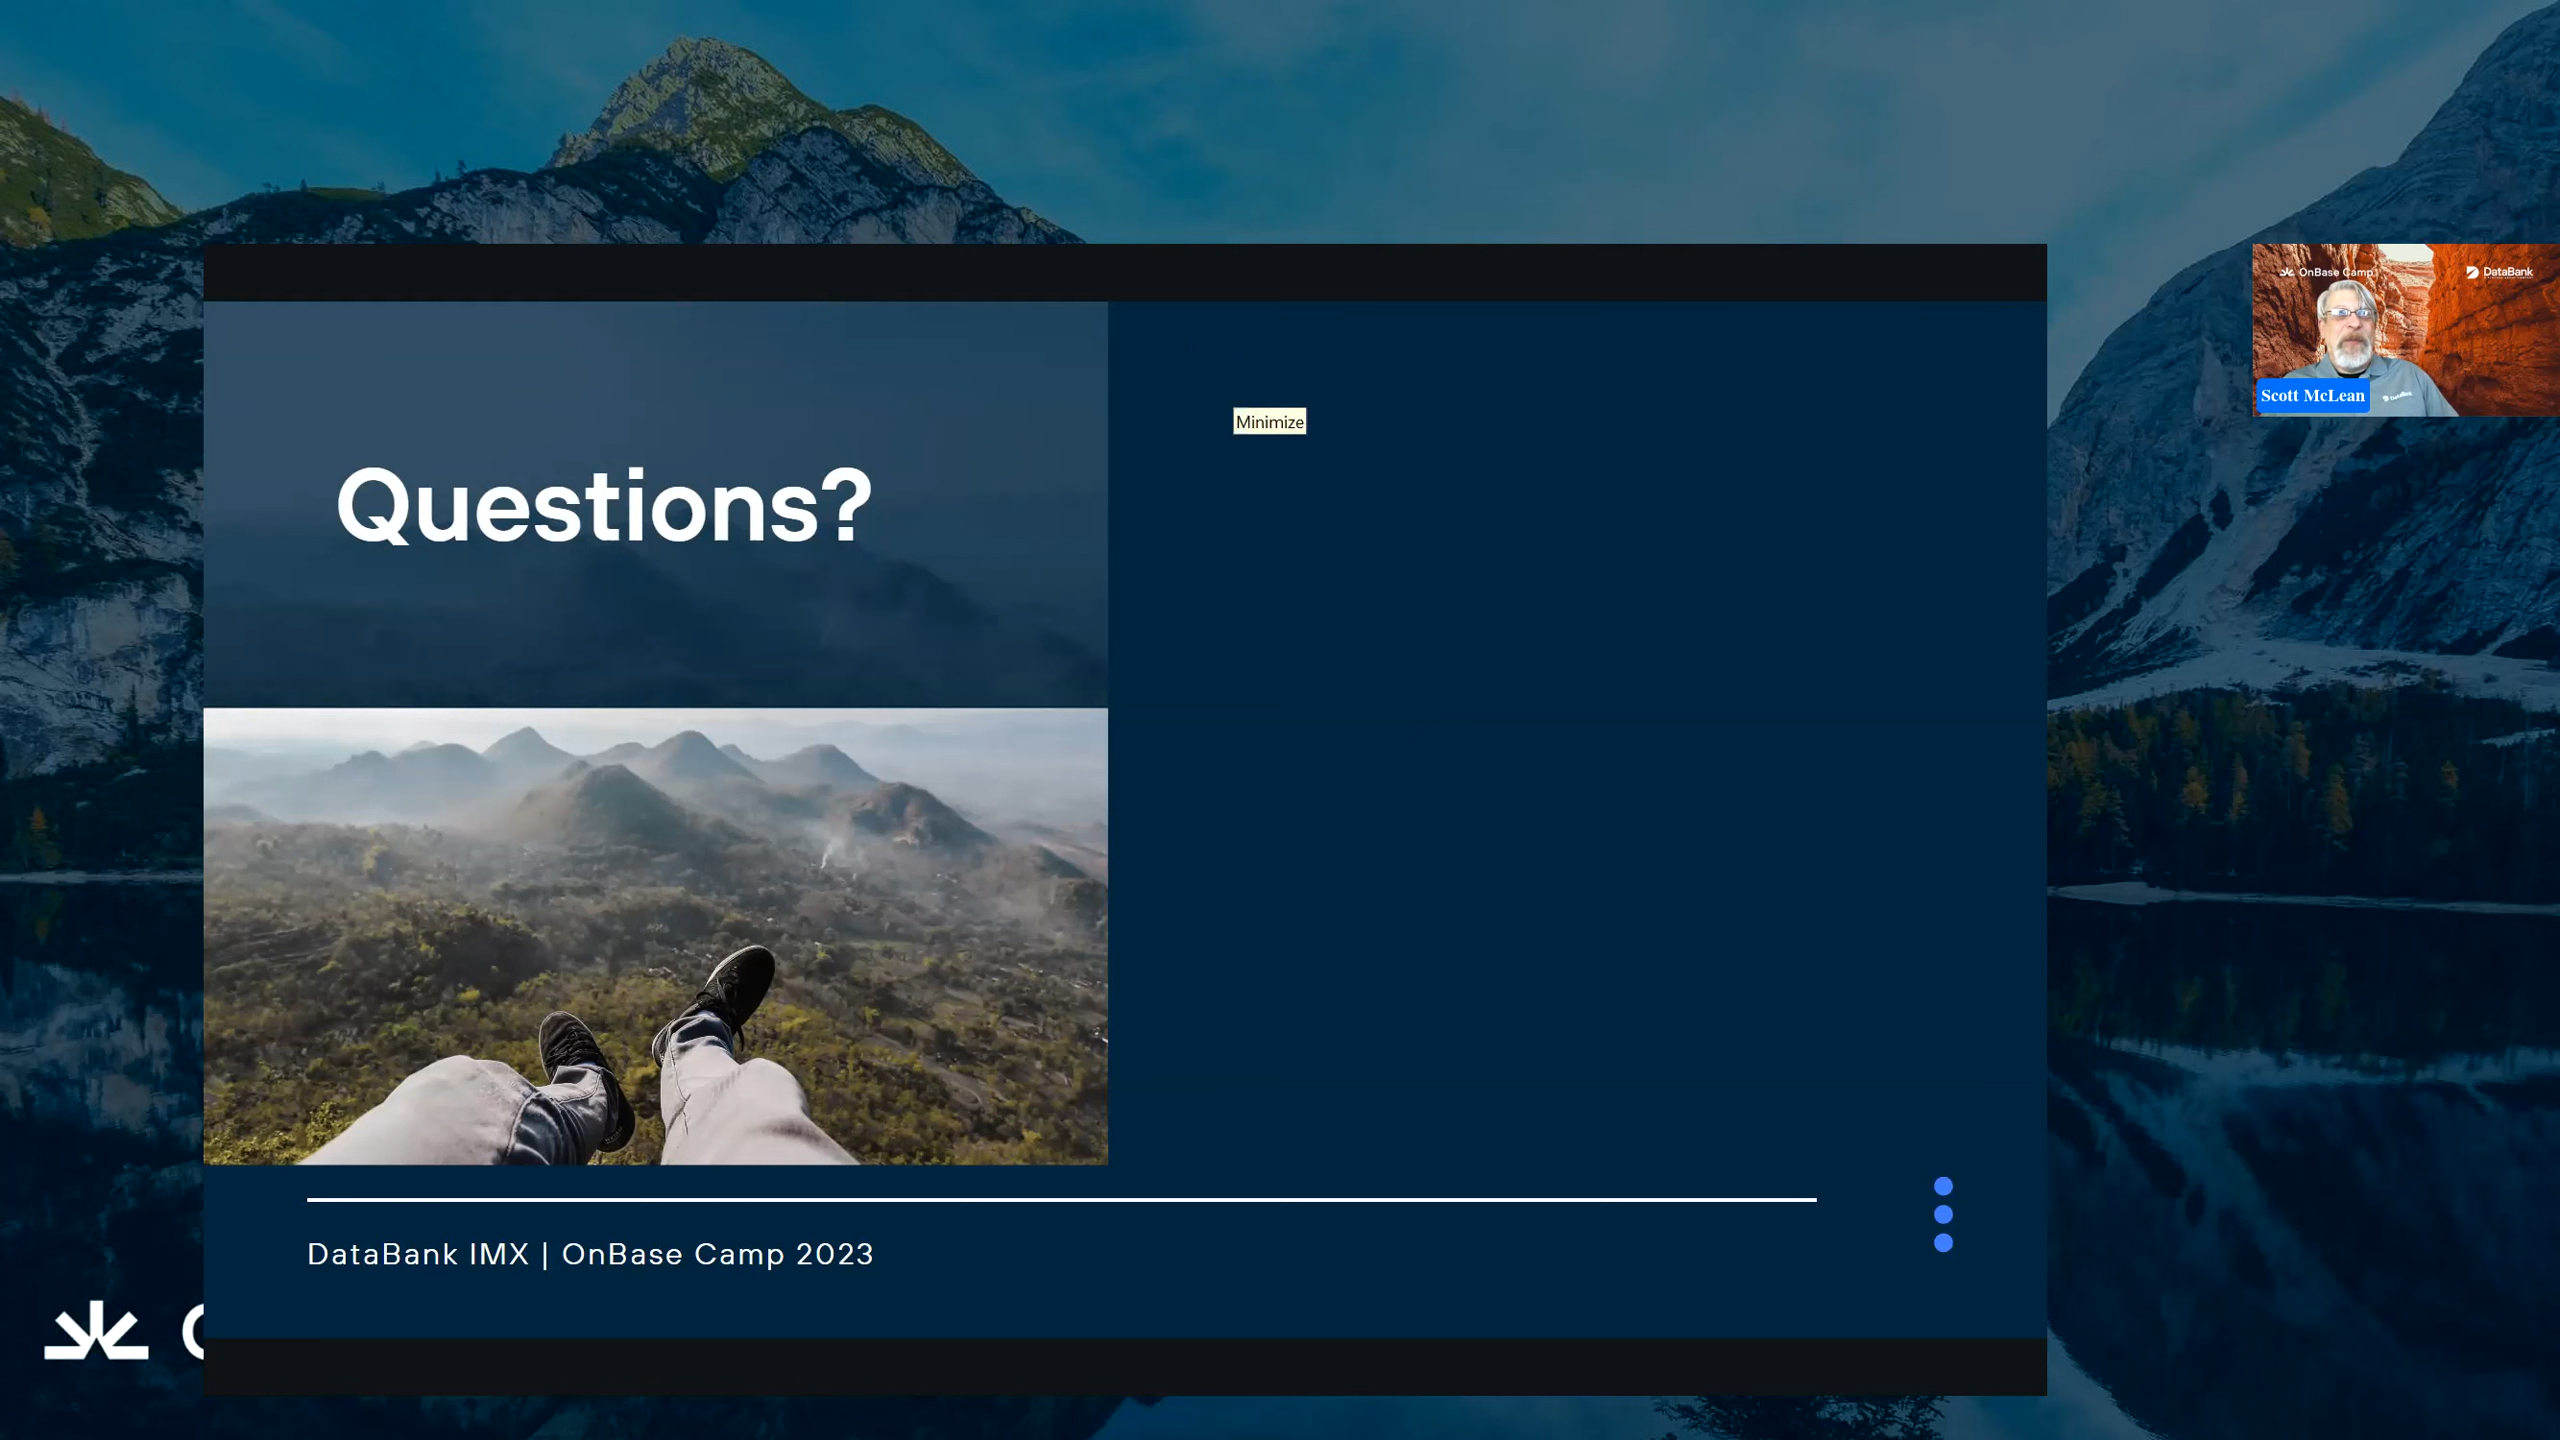 OnBase Camp
DataBank
Scott McLean
Minimize
Questions?
DataBank IMX | OnBase Camp 2023